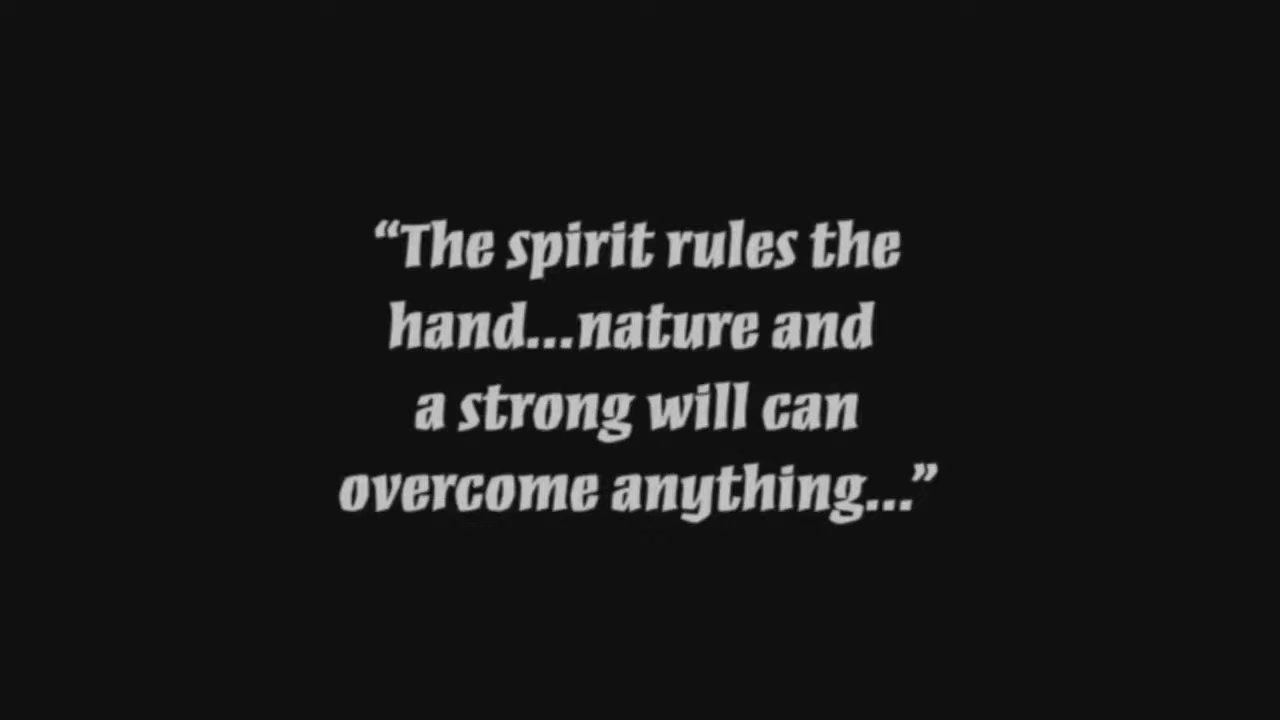 “The spirit rules the
hand...nature and
a strong will can
overcome anything...”